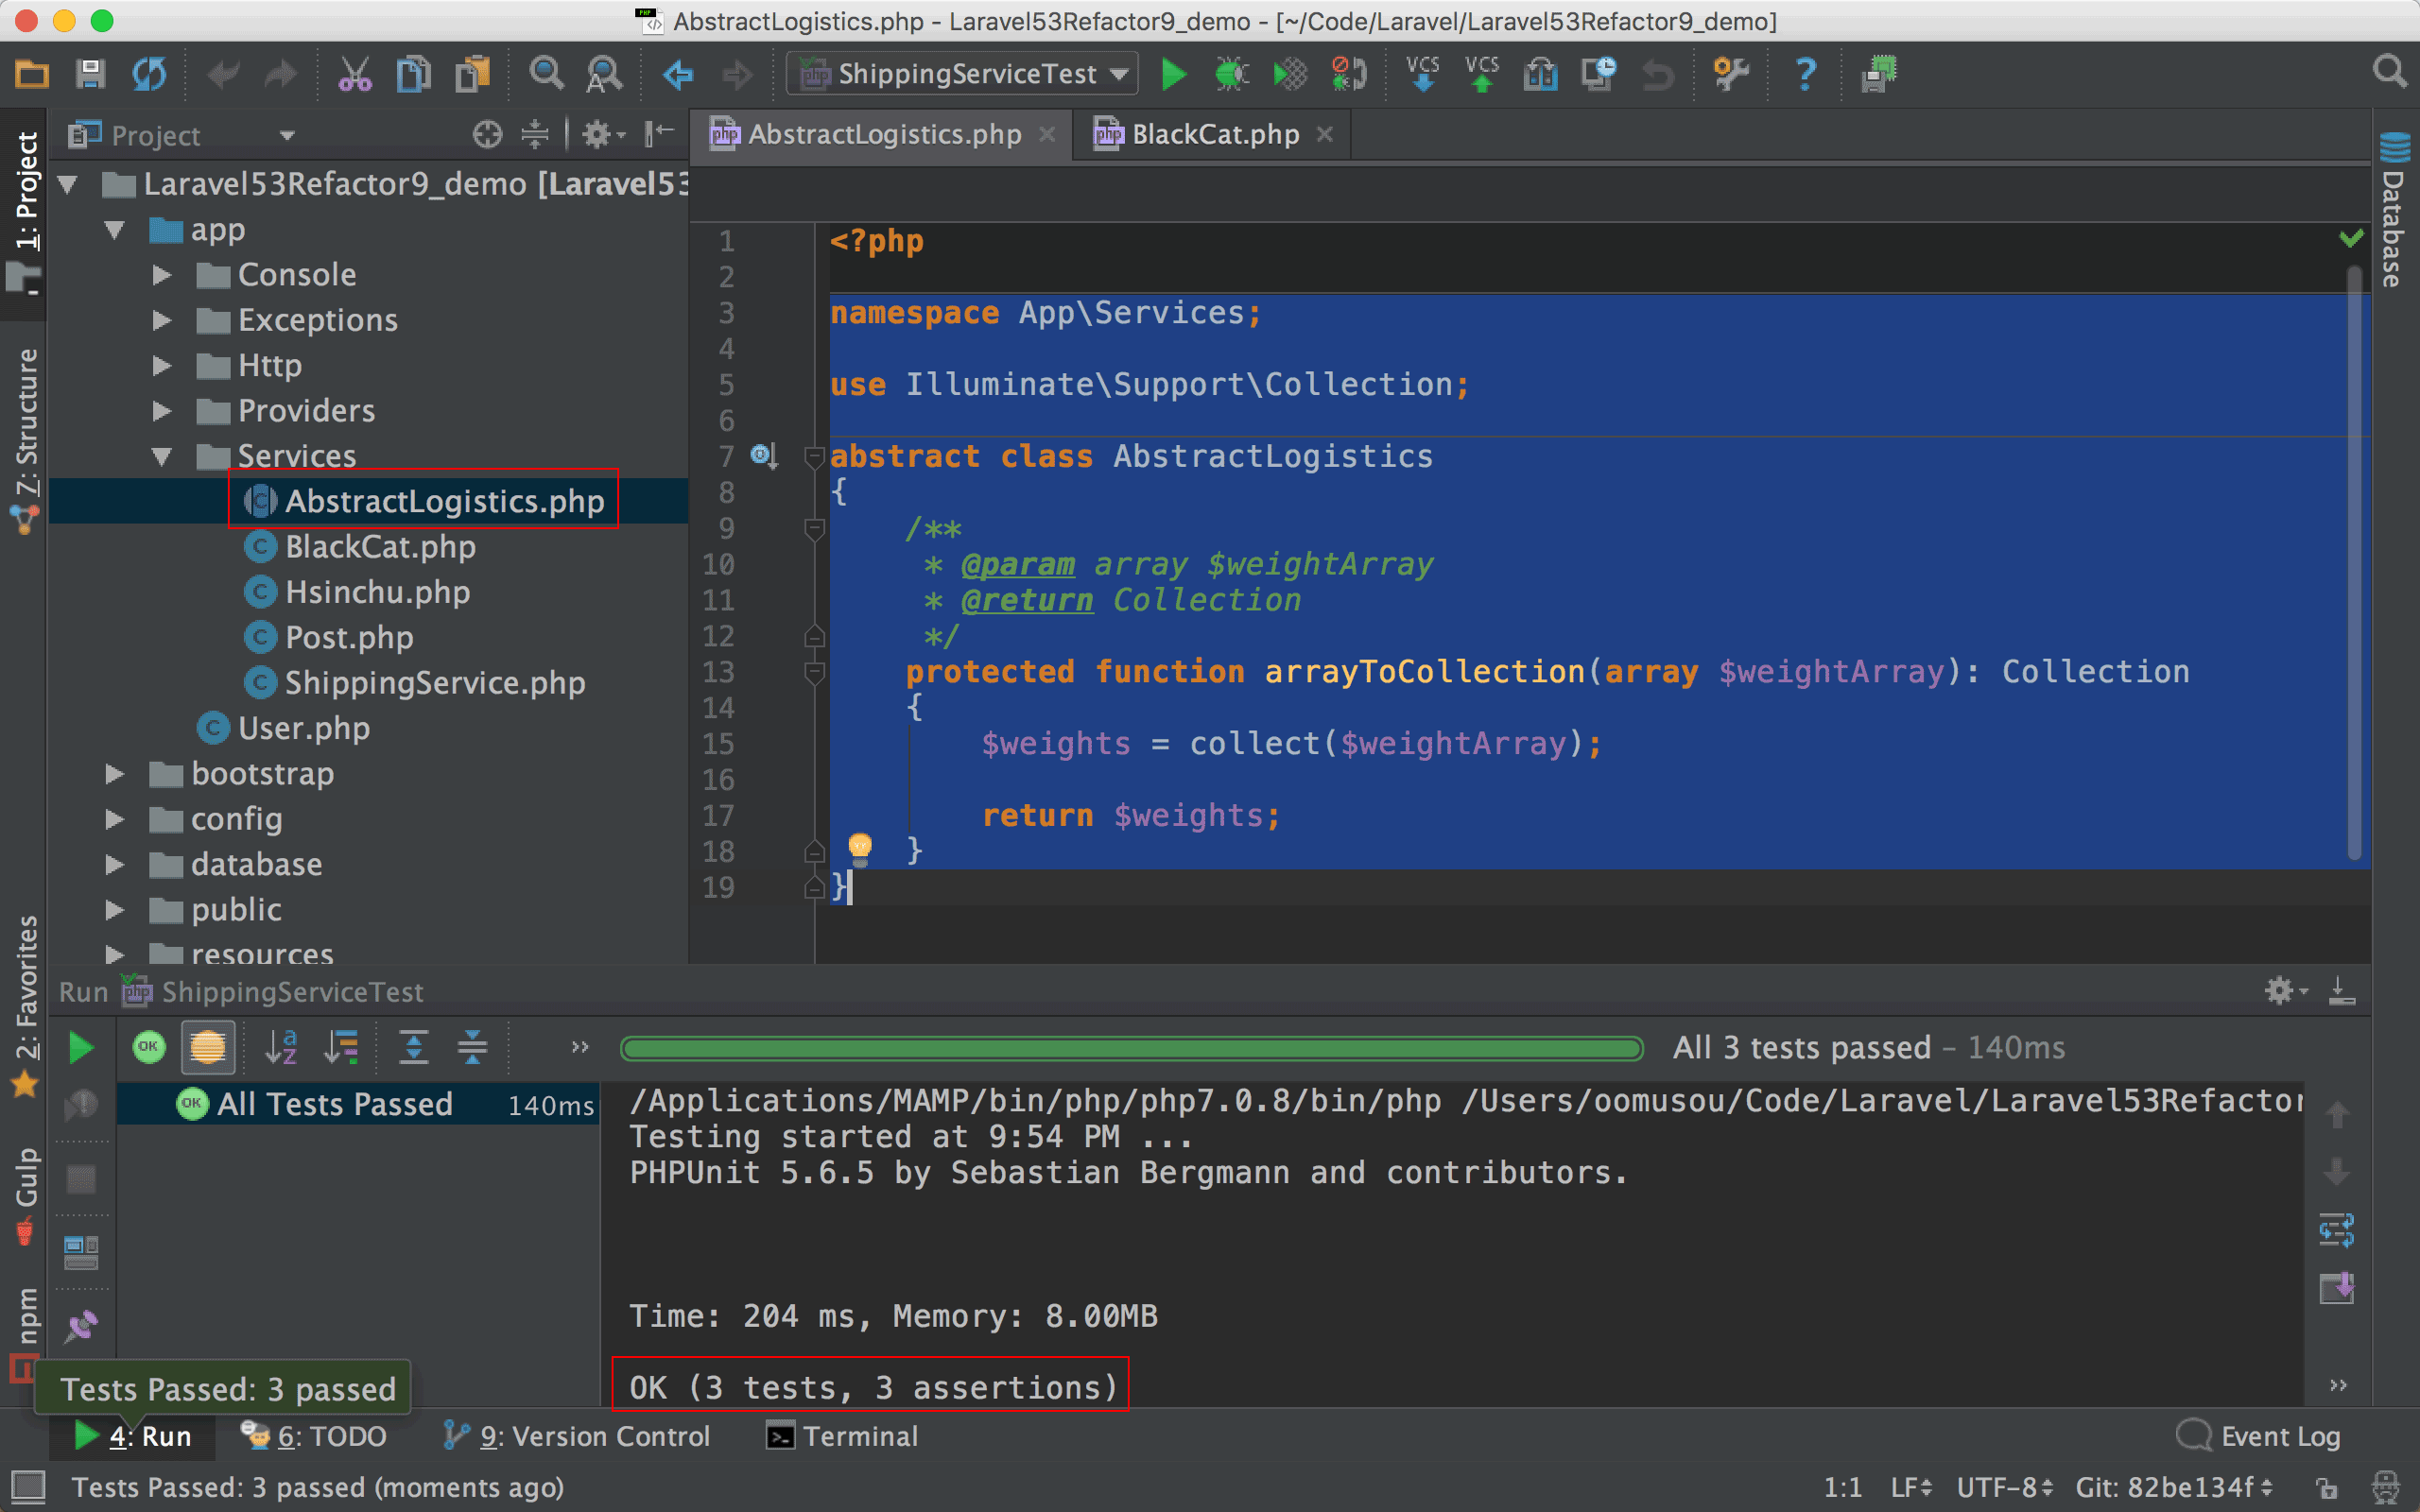 AbstractLogistics.php - Laravel53Refactor9_demo - [~/Code/Laravel/Laravel53Refactor9_demo]
ShippingServiceTest
VCS VCS
Project
AbstractLogistics.php
BlackCat.php
1: Project
7: Structure
2: Favorites
Gulp
npm
Database
Laravel53Refactor9_demo [Laravel53
app
Console
Exceptions
Http
Providers
Services
AbstractLogistics.php
BlackCat.php
Hsinchu.php
Post.php
ShippingService.php
User.php
bootstrap
config
database
public
resources
1 <?php
2
3 namespace App\Services;
4
5 use Illuminate\Support\Collection;
6
7 abstract class AbstractLogistics
8 {
9 /**
10 * @param array $weightArray
11 * @return Collection
12 */
13 protected function arrayToCollection(array $weightArray): Collection
14 {
15 $weights = collect($weightArray);
16
17 return $weights;
18 }
19 }
Run ShippingServiceTest
OK
All 3 tests passed – 140ms
OK All Tests Passed 140ms
/Applications/MAMP/bin/php/php7.0.8/bin/php /Users/oomusou/Code/Laravel/Laravel53Refactor
Testing started at 9:54 PM ...
PHPUnit 5.6.5 by Sebastian Bergmann and contributors.
Time: 204 ms, Memory: 8.00MB
OK (3 tests, 3 assertions)
Tests Passed: 3 passed
4: Run
6: TODO
9: Version Control
Terminal
Event Log
Tests Passed: 3 passed (moments ago)
1:1 LF UTF-8 Git: 82be134f